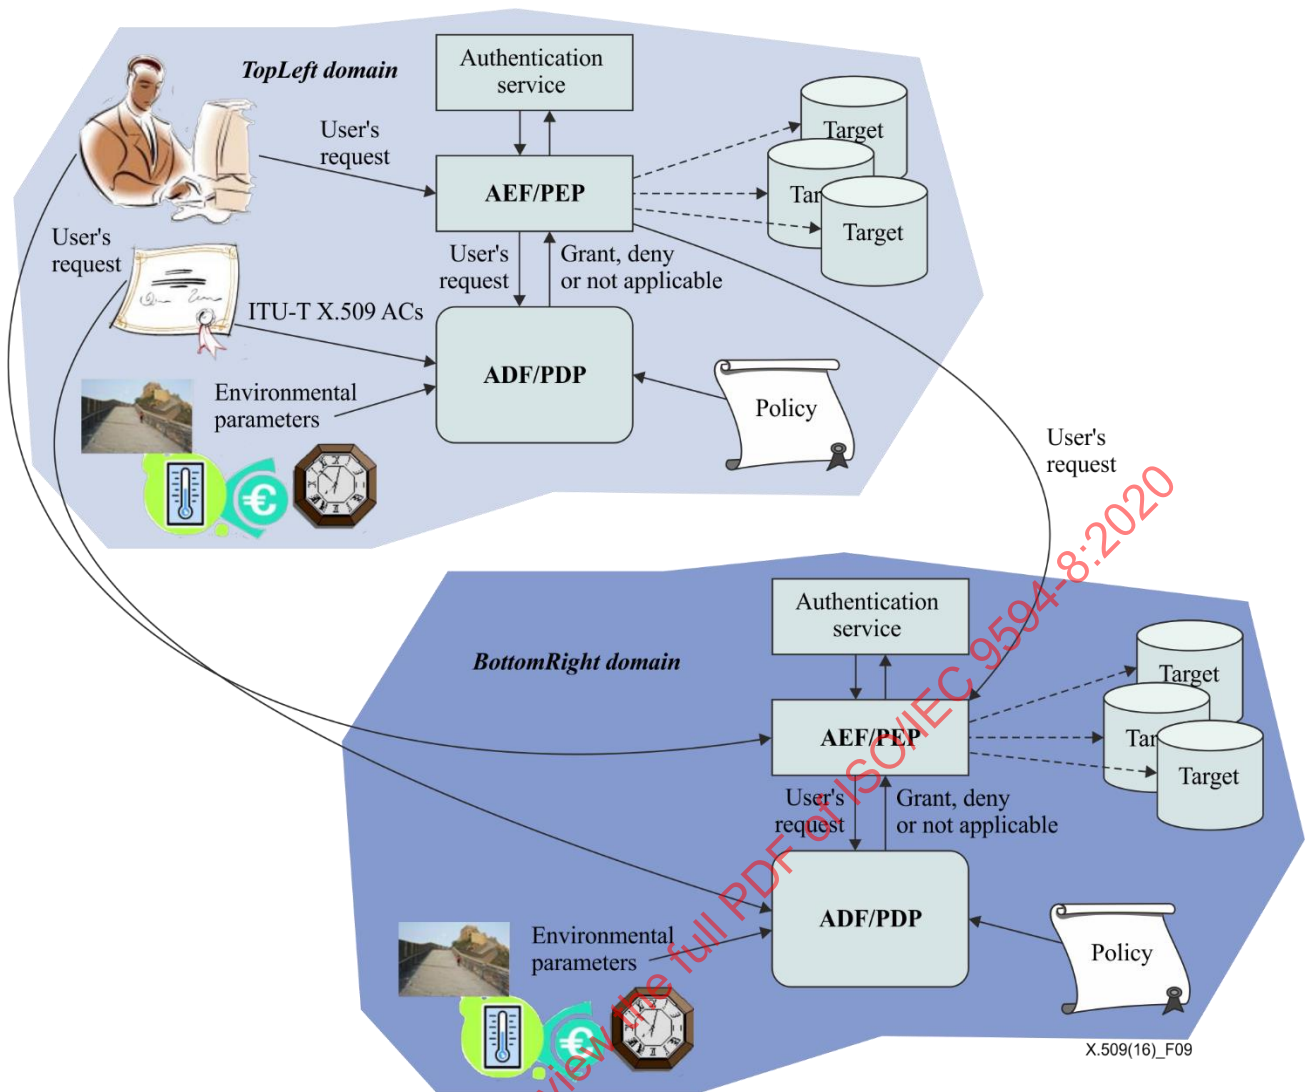 TopLeft domain
Authentication
service
User's
request
Target
Tar
Target
AEF/PEP
User's
request
User's
request
Grant, deny
or not applicable
ITU-T X.509 ACs
ADF/PDP
Environmental
parameters
Policy
User's
request
BottomRight domain
Authentication
service
Target
Tar
Target
AEF/PEP
User's
request
Grant, deny
or not applicable
ADF/PDP
Environmental
parameters
Policy
X.509(16)_F09
view the full PDF of ISO/IEC 9594-8:2020